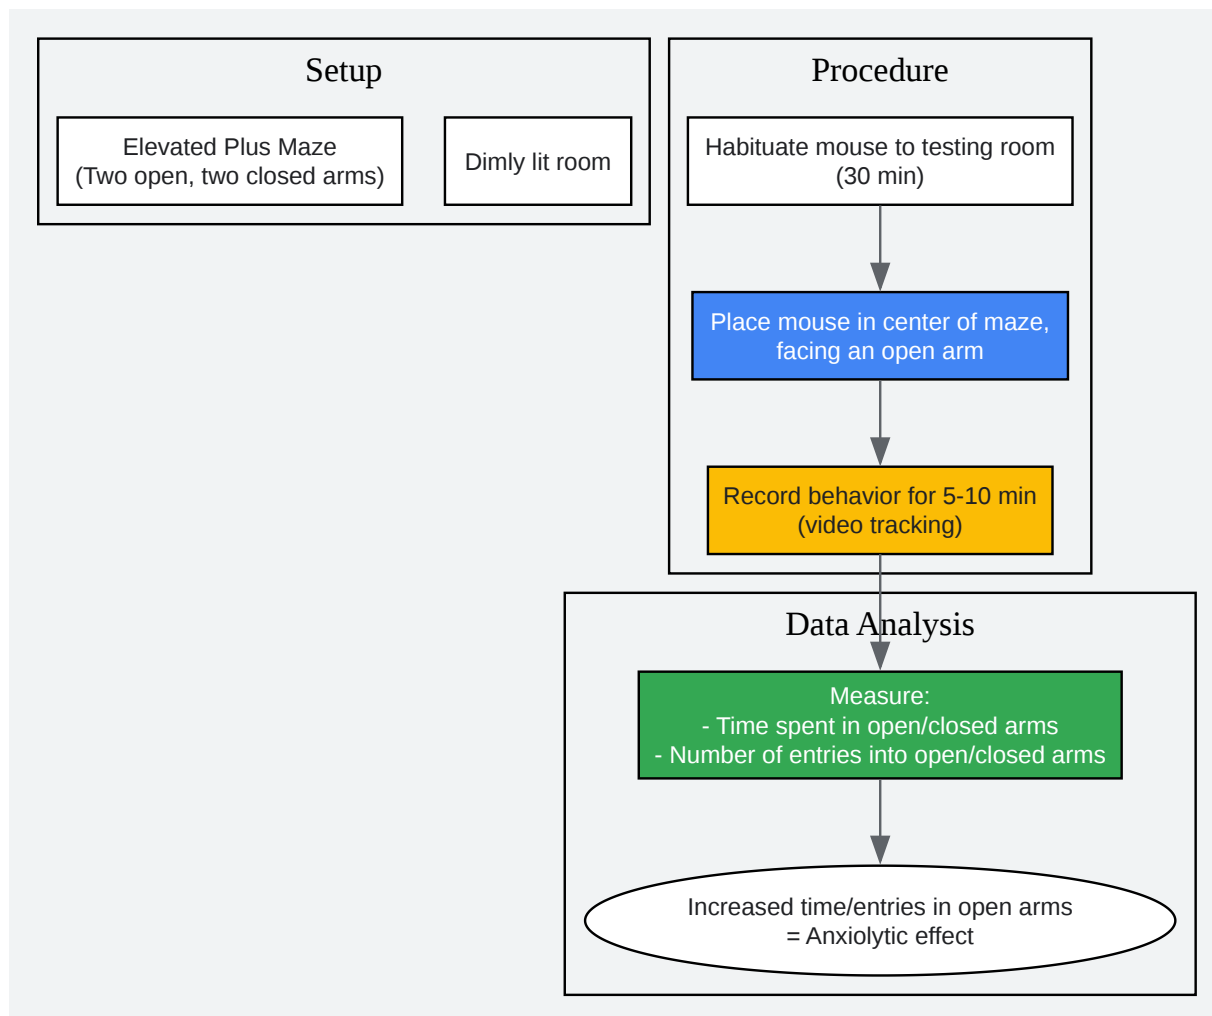 Setup
Elevated Plus Maze
(Two open, two closed arms)
Dimly lit room
Procedure
Habituate mouse to testing room
(30 min)
Place mouse in center of maze,
facing an open arm
Record behavior for 5-10 min
(video tracking)
Data Analysis
Measure:
- Time spent in open/closed arms
- Number of entries into open/closed arms
Increased time/entries in open arms
= Anxiolytic effect